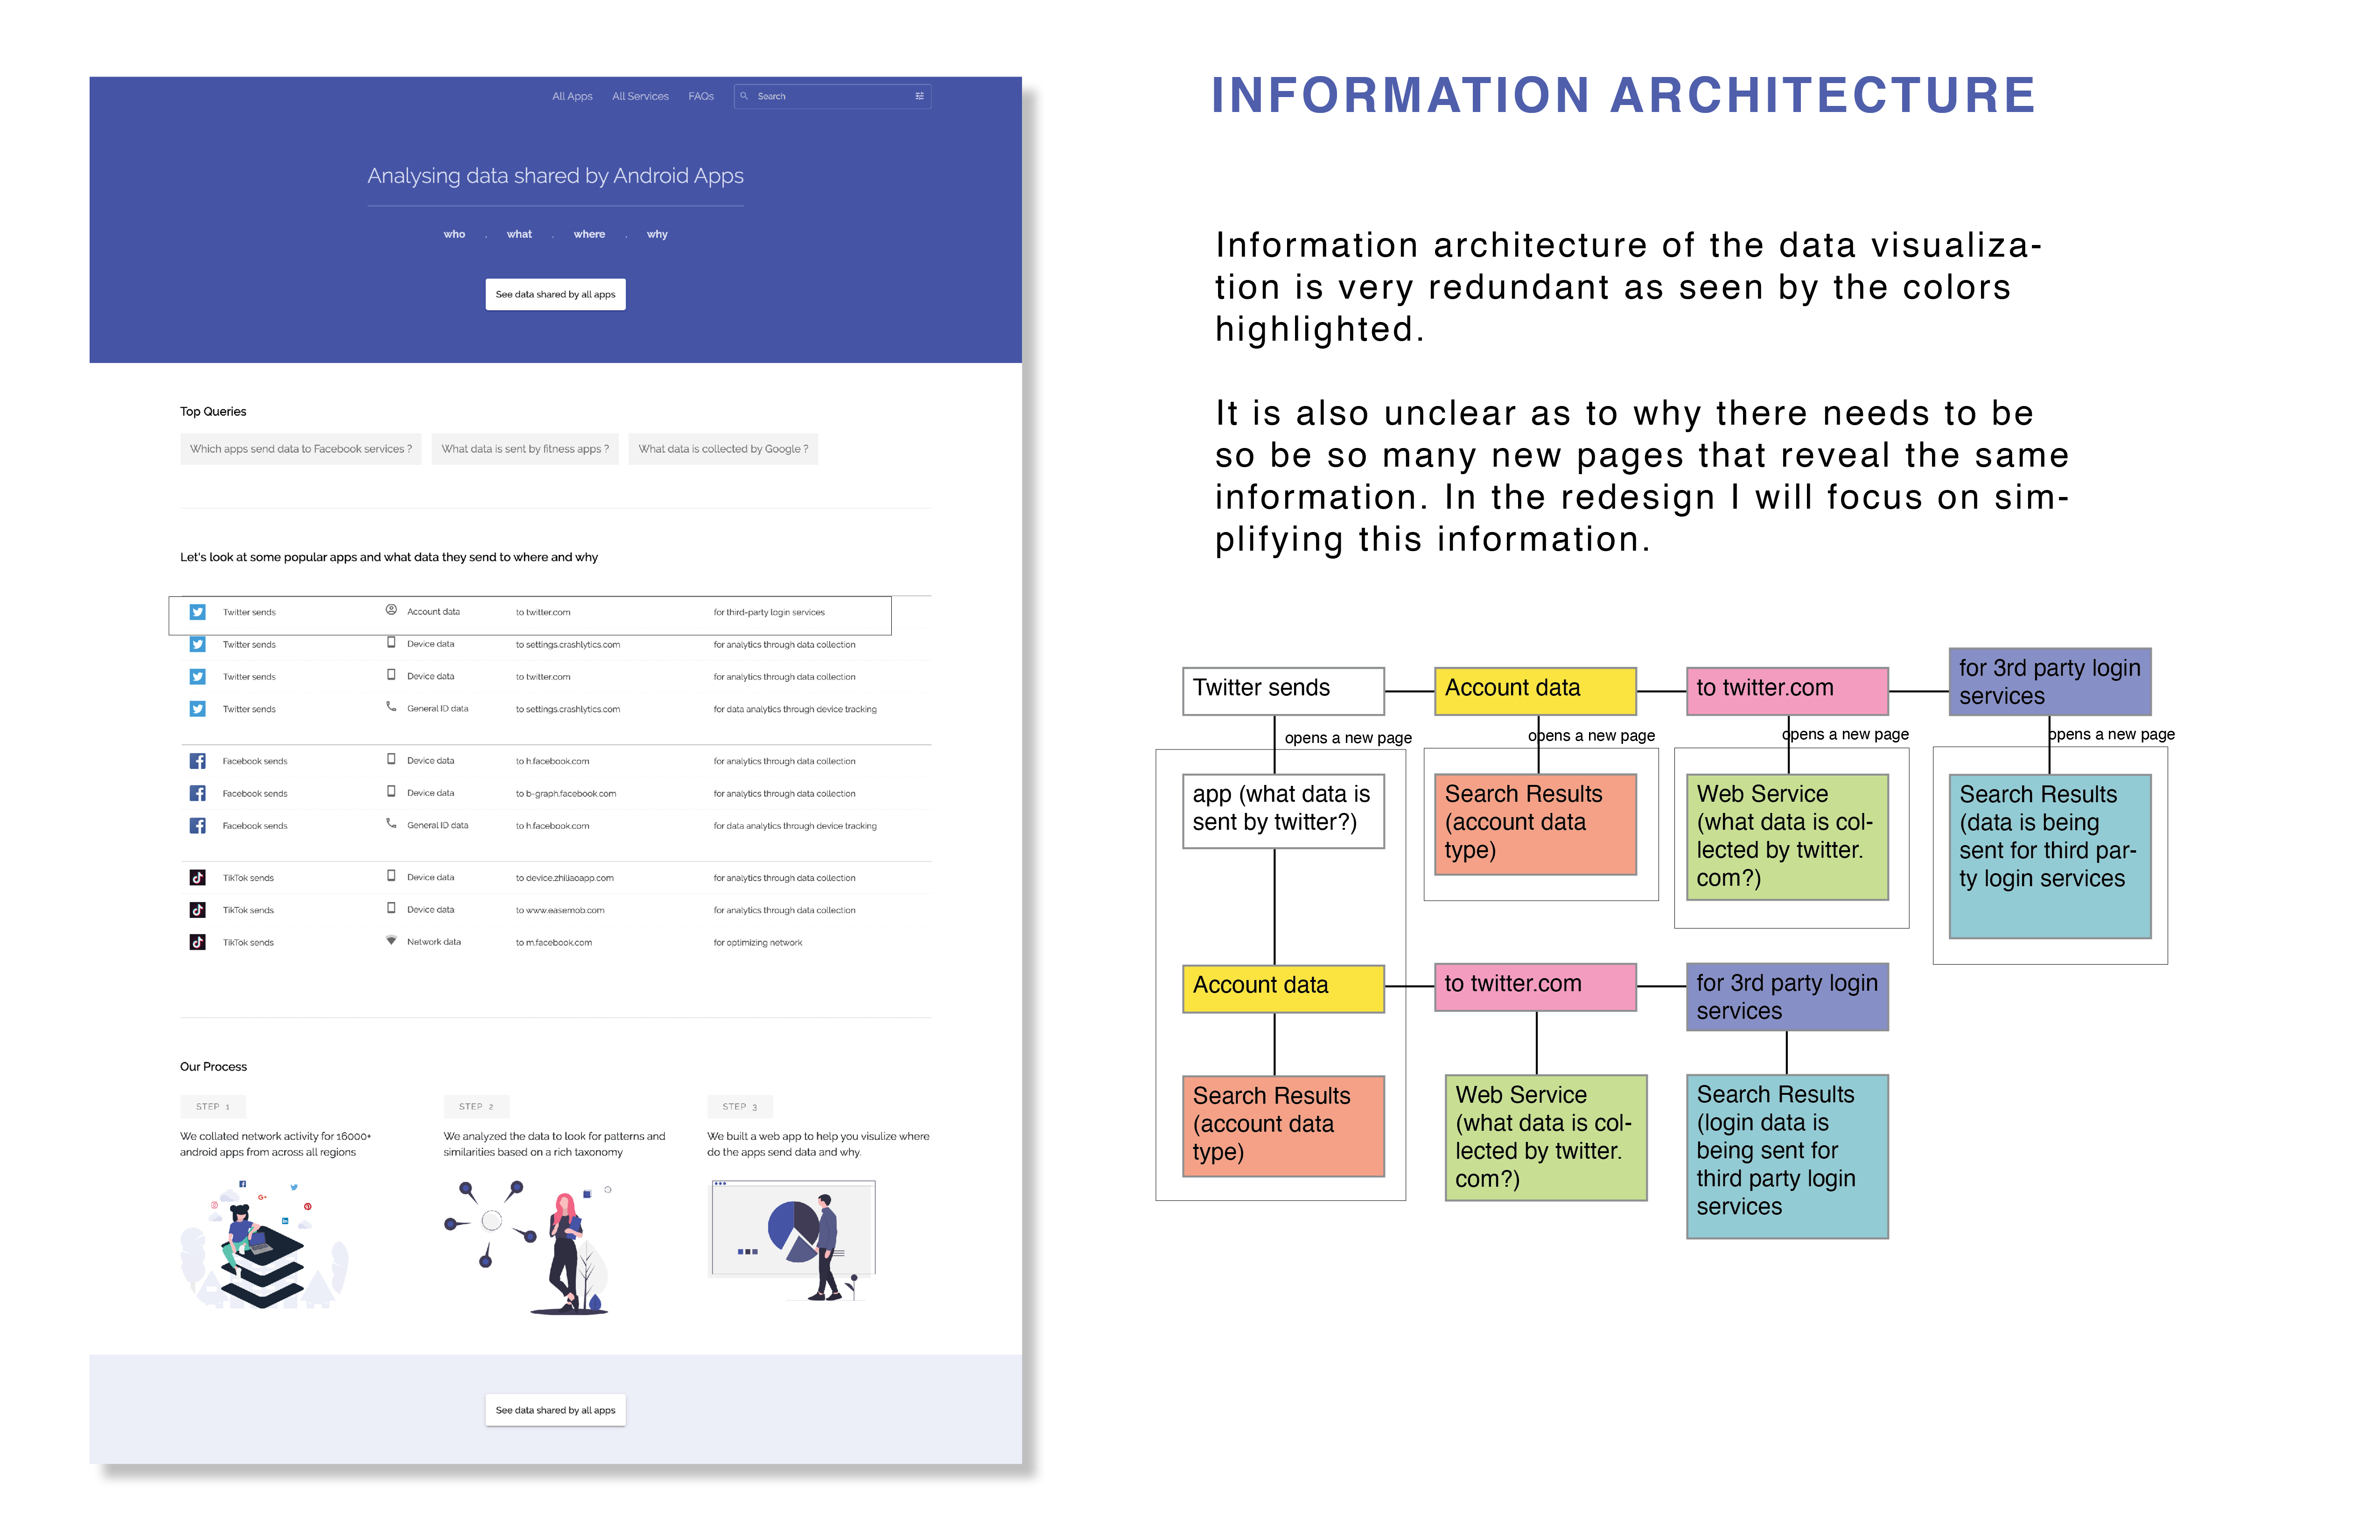 All Apps All Services FAQs Search
Analysing data shared by Android Apps
who . what . where . why
See data shared by all apps
Top Queries
Which apps send data to Facebook services ? What data is sent by fitness apps ? What data is collected by Google ?
Let's look at some popular apps and what data they send to where and why
Twitter sends Account data to twitter.com for third-party login services
Twitter sends Device data to settings.crashlytics.com for analytics through data collection
Twitter sends Device data to twitter.com for analytics through data collection
Twitter sends General ID data to settings.crashlytics.com for data analytics through device tracking
Facebook sends Device data to h.facebook.com for analytics through data collection
Facebook sends Device data to b-graph.facebook.com for analytics through data collection
Facebook sends General ID data to h.facebook.com for data analytics through device tracking
TikTok sends Device data to device.zhiliaoapp.com for analytics through data collection
TikTok sends Device data to www.easemob.com for analytics through data collection
TikTok sends Network data to m.facebook.com for optimizing network
Our Process
STEP 1
We collated network activity for 16000+
android apps from across all regions
STEP 2
We analyzed the data to look for patterns and
similarities based on a rich taxonomy
STEP 3
We built a web app to help you visulize where
do the apps send data and why.
See data shared by all apps
INFORMATION ARCHITECTURE
Information architecture of the data visualiza-
tion is very redundant as seen by the colors
highlighted.
It is also unclear as to why there needs to be
so be so many new pages that reveal the same
information. In the redesign I will focus on sim-
plifying this information.
Twitter sends
Account data
to twitter.com
for 3rd party login
services
opens a new page
opens a new page
opens a new page
opens a new page
app (what data is
sent by twitter?)
Search Results
(account data
type)
Web Service
(what data is col-
lected by twitter.
com?)
Search Results
(data is being
sent for third par-
ty login services
Account data
to twitter.com
for 3rd party login
services
Search Results
(account data
type)
Web Service
(what data is col-
lected by twitter.
com?)
Search Results
(login data is
being sent for
third party login
services